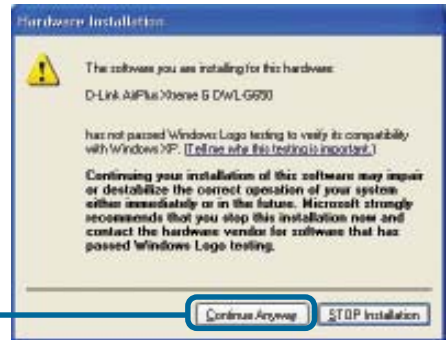 Hardware Installation
The software you are installing for this hardware:
D-Link AirPlus Xtreme G DWL-G650
has not passed Windows Logo testing to verify its compatibility
with Windows XP. (Tell me why this testing is important.)
Continuing your installation of this software may impair
or destabilize the correct operation of your system
either immediately or in the future. Microsoft strongly
recommends that you stop this installation now and
contact the hardware vendor for software that has
passed Windows Logo testing.
Continue Anyway
STOP Installation